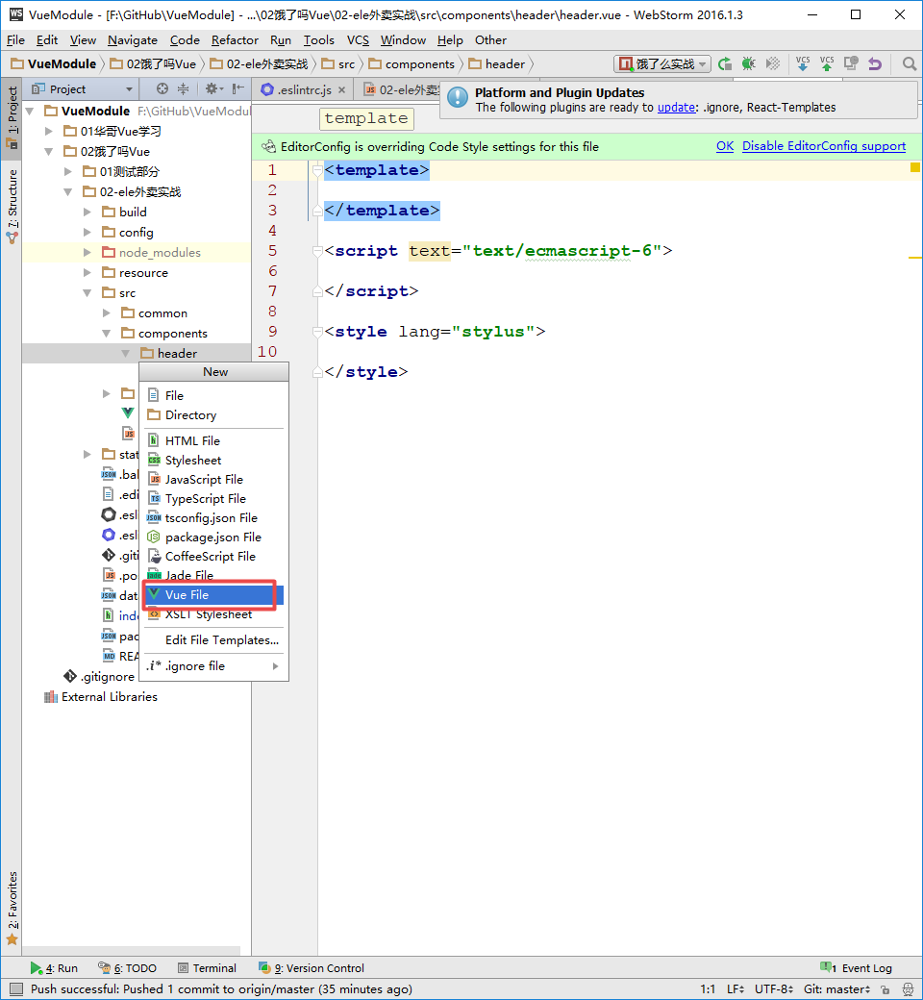 WS VueModule - [F:\GitHub\VueModule] - ...\02饿了吗Vue\02-ele外卖实战\src\components\header\header.vue - WebStorm 2016.1.3
File Edit View Navigate Code Refactor Run Tools VCS Window Help Other
VueModule 02饿了吗Vue 02-ele外卖实战 src components header 饿了么实战 VCS VCS
1: Project
7: Structure
2: Favorites
Project
.eslintrc.js
02-ele外卖
Platform and Plugin Updates
The following plugins are ready to update: .ignore, React-Templates
template
EditorConfig is overriding Code Style settings for this file OK Disable EditorConfig support
VueModule F:\GitHub\VueModul
01华哥Vue学习
02饿了吗Vue
01测试部分
02-ele外卖实战
build
config
node_modules
resource
src
common
components
header
stat
.bal
.edi
.esl
.esl
.giti
.po
dat
inde
pac
REA
.gitignore
External Libraries
New
File
Directory
HTML File
Stylesheet
JavaScript File
TypeScript File
tsconfig.json File
package.json File
CoffeeScript File
Jade File
Vue File
XSLT Stylesheet
Edit File Templates...
.i* .ignore file
1 <template>
2
3 </template>
4
5 <script text="text/ecmascript-6">
6
7 </script>
8
9 <style lang="stylus">
10
</style>
4: Run 6: TODO Terminal 9: Version Control 1 Event Log
Push successful: Pushed 1 commit to origin/master (35 minutes ago) 1:1 LF UTF-8 Git: master